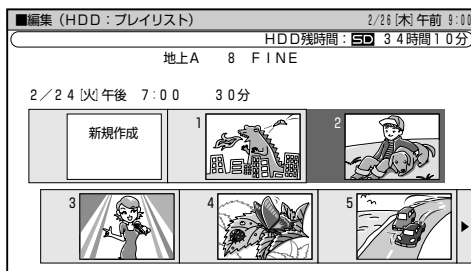 ■編集（HDD：プレイリスト）
2/26[木]午前 9:00
HDD残時間：SD 34時間10分
地上A 8 FINE
2／24[火]午後 7:00 30分
新規作成
1
2
3
4
5